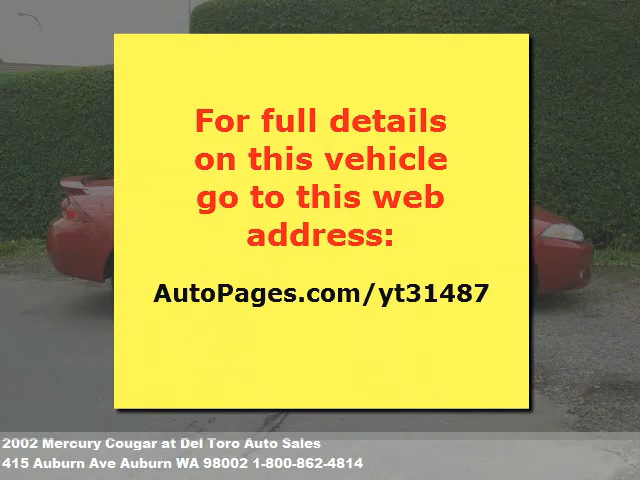 For full details
on this vehicle
go to this web
address:
AutoPages.com/yt31487
2002 Mercury Cougar at Del Toro Auto Sales
415 Auburn Ave Auburn WA 98002 1-800-862-4814